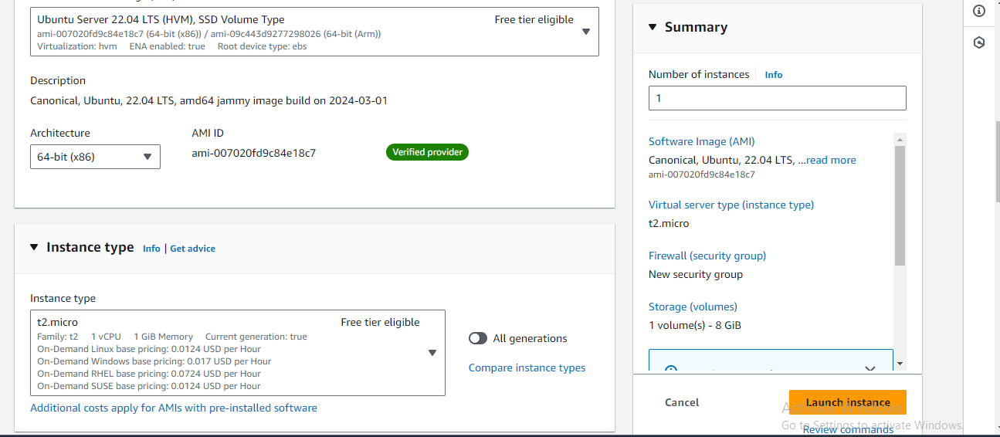 Ubuntu Server 22.04 LTS (HVM), SSD Volume Type Free tier eligible
ami-007020fd9c84e18c7 (64-bit (x86)) / ami-09c443d9277298026 (64-bit (Arm))
Virtualization: hvm ENA enabled: true Root device type: ebs
Description
Canonical, Ubuntu, 22.04 LTS, amd64 jammy image build on 2024-03-01
Architecture AMI ID
64-bit (x86) ami-007020fd9c84e18c7 Verified provider
Instance type Info | Get advice
Instance type
t2.micro Free tier eligible
Family: t2 1 vCPU 1 GiB Memory Current generation: true
On-Demand Linux base pricing: 0.0124 USD per Hour
On-Demand Windows base pricing: 0.017 USD per Hour
On-Demand RHEL base pricing: 0.0724 USD per Hour
On-Demand SUSE base pricing: 0.0124 USD per Hour
All generations
Compare instance types
Additional costs apply for AMIs with pre-installed software
Summary
Number of instances Info
1
Software Image (AMI)
Canonical, Ubuntu, 22.04 LTS, ...read more
ami-007020fd9c84e18c7
Virtual server type (instance type)
t2.micro
Firewall (security group)
New security group
Storage (volumes)
1 volume(s) - 8 GiB
Cancel Launch instance
Go to Settings to activate Windows.
Review commands